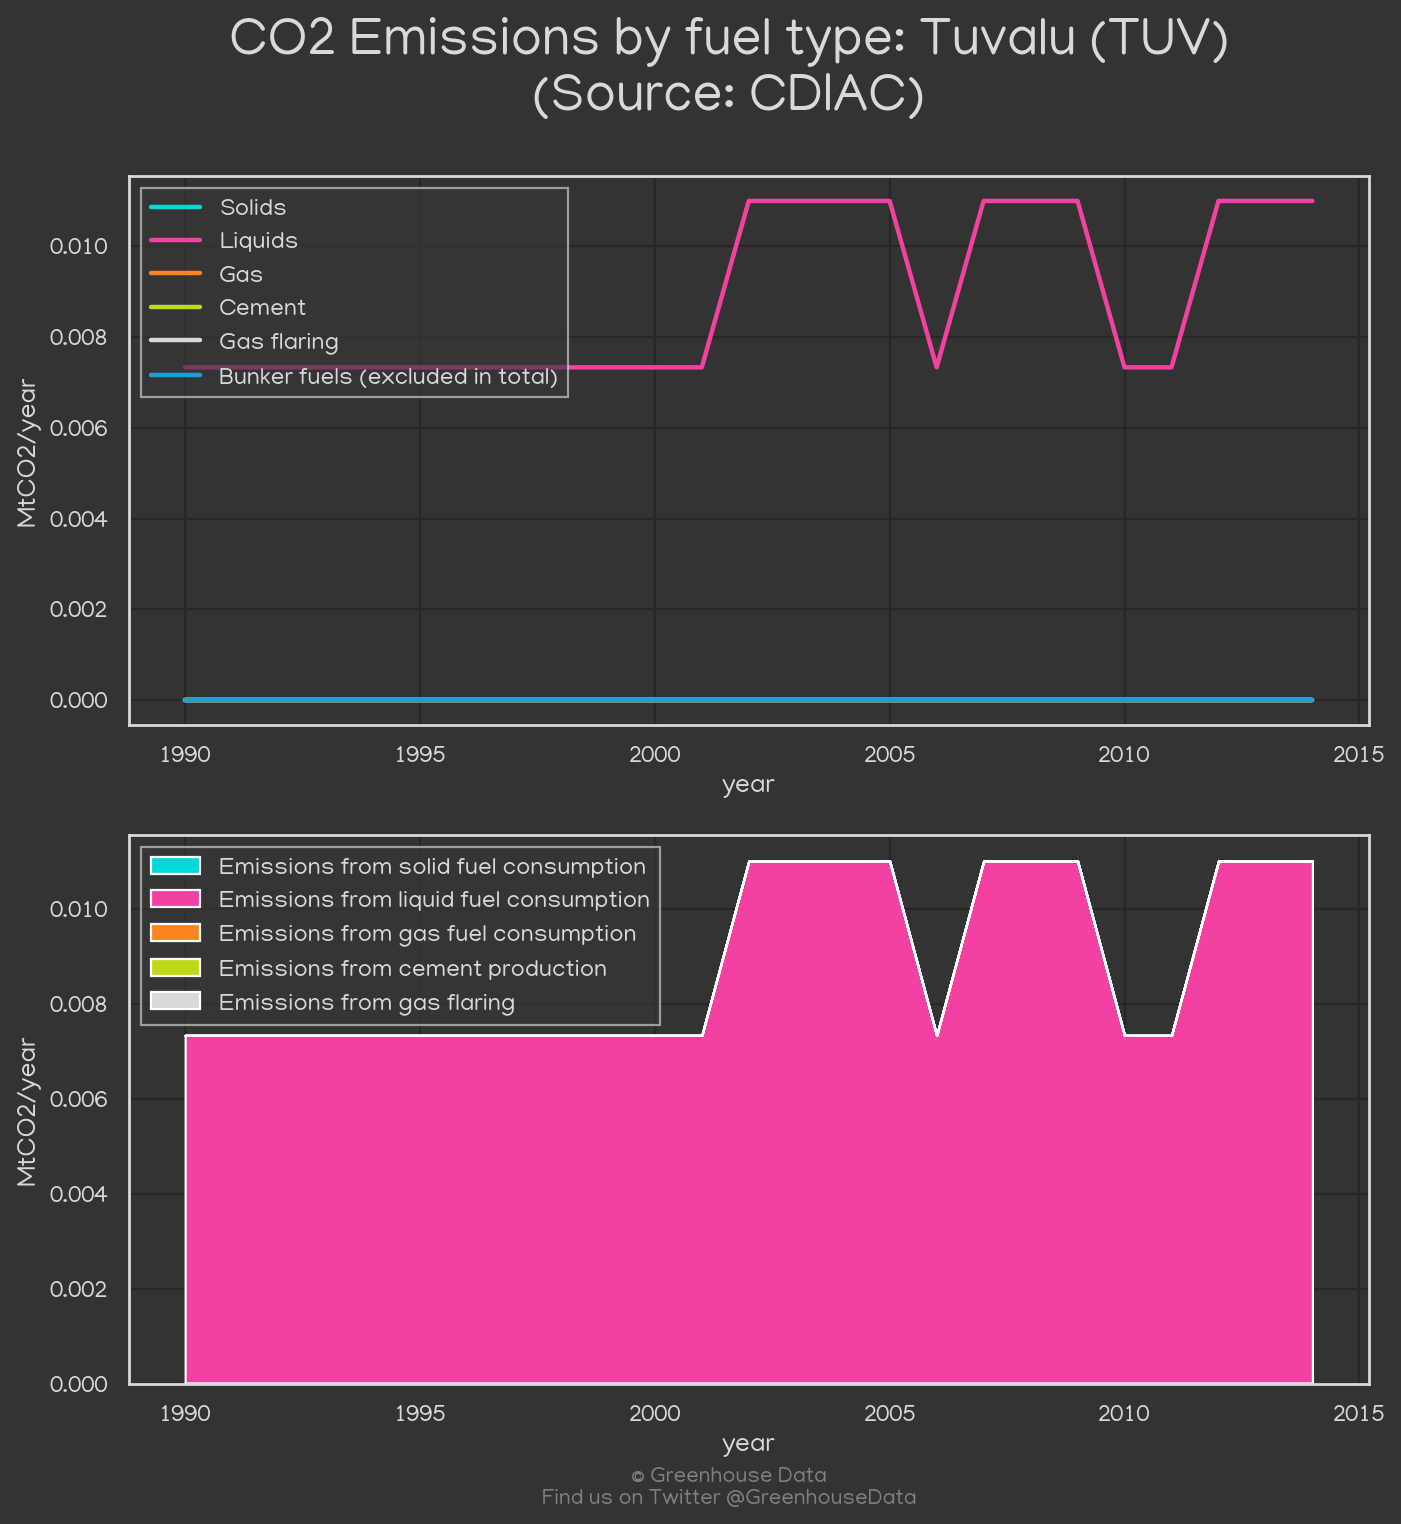 CO2 Emissions by fuel type: Tuvalu (TUV)
(Source: CDIAC)
Solids
Liquids
Gas
Cement
Gas flaring
Bunker fuels (excluded in total)
0.010
0.008
0.006
0.004
0.002
0.000
MtCO2/year
1990 1995 2000 2005 2010 2015
year
Emissions from solid fuel consumption
Emissions from liquid fuel consumption
Emissions from gas fuel consumption
Emissions from cement production
Emissions from gas flaring
0.010
0.008
0.006
0.004
0.002
0.000
MtCO2/year
1990 1995 2000 2005 2010 2015
year
© Greenhouse Data
Find us on Twitter @GreenhouseData